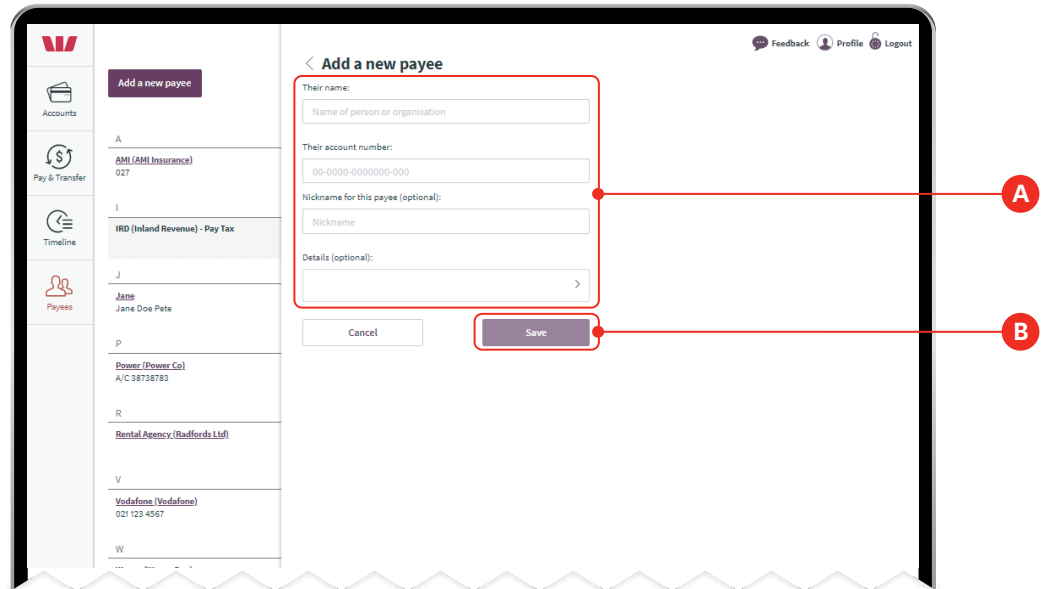 Feedback
Profile
Logout
Accounts
Pay & Transfer
Timeline
Payees
Add a new payee
A
AMI (AMI Insurance)
027
I
IRD (Inland Revenue) - Pay Tax
J
Jane
Jane Doe Pete
P
Power (Power Co)
A/C 38738783
R
Rental Agency (Radfords Ltd)
V
Vodafone (Vodafone)
021 123 4567
W
Add a new payee
Their name:
Name of person or organisation
Their account number:
00-0000-0000000-000
Nickname for this payee (optional):
Nickname
Details (optional):
Cancel
Save
A
B